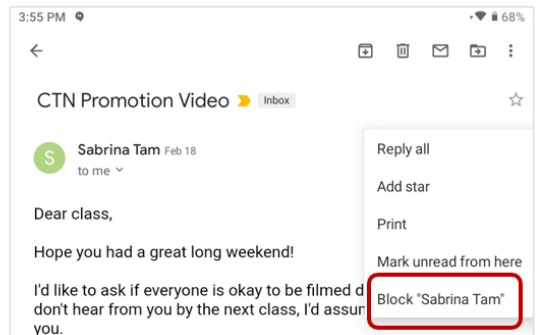 3:55 PM 68%
CTN Promotion Video Inbox
S
Sabrina Tam Feb 18
to me
Reply all
Add star
Print
Mark unread from here
Block "Sabrina Tam"
Dear class,
Hope you had a great long weekend!
I'd like to ask if everyone is okay to be filmed d
don't hear from you by the next class, I'd assur
you.